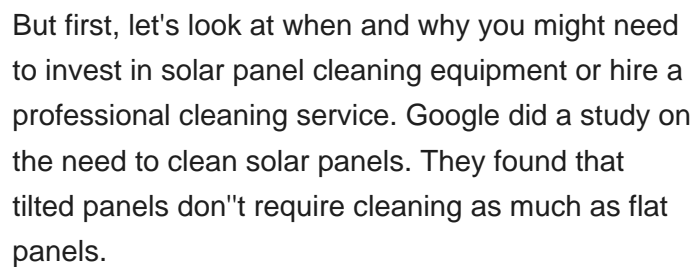 But first, let's look at when and why you might need
to invest in solar panel cleaning equipment or hire a
professional cleaning service. Google did a study on
the need to clean solar panels. They found that
tilted panels don''t require cleaning as much as flat
panels.